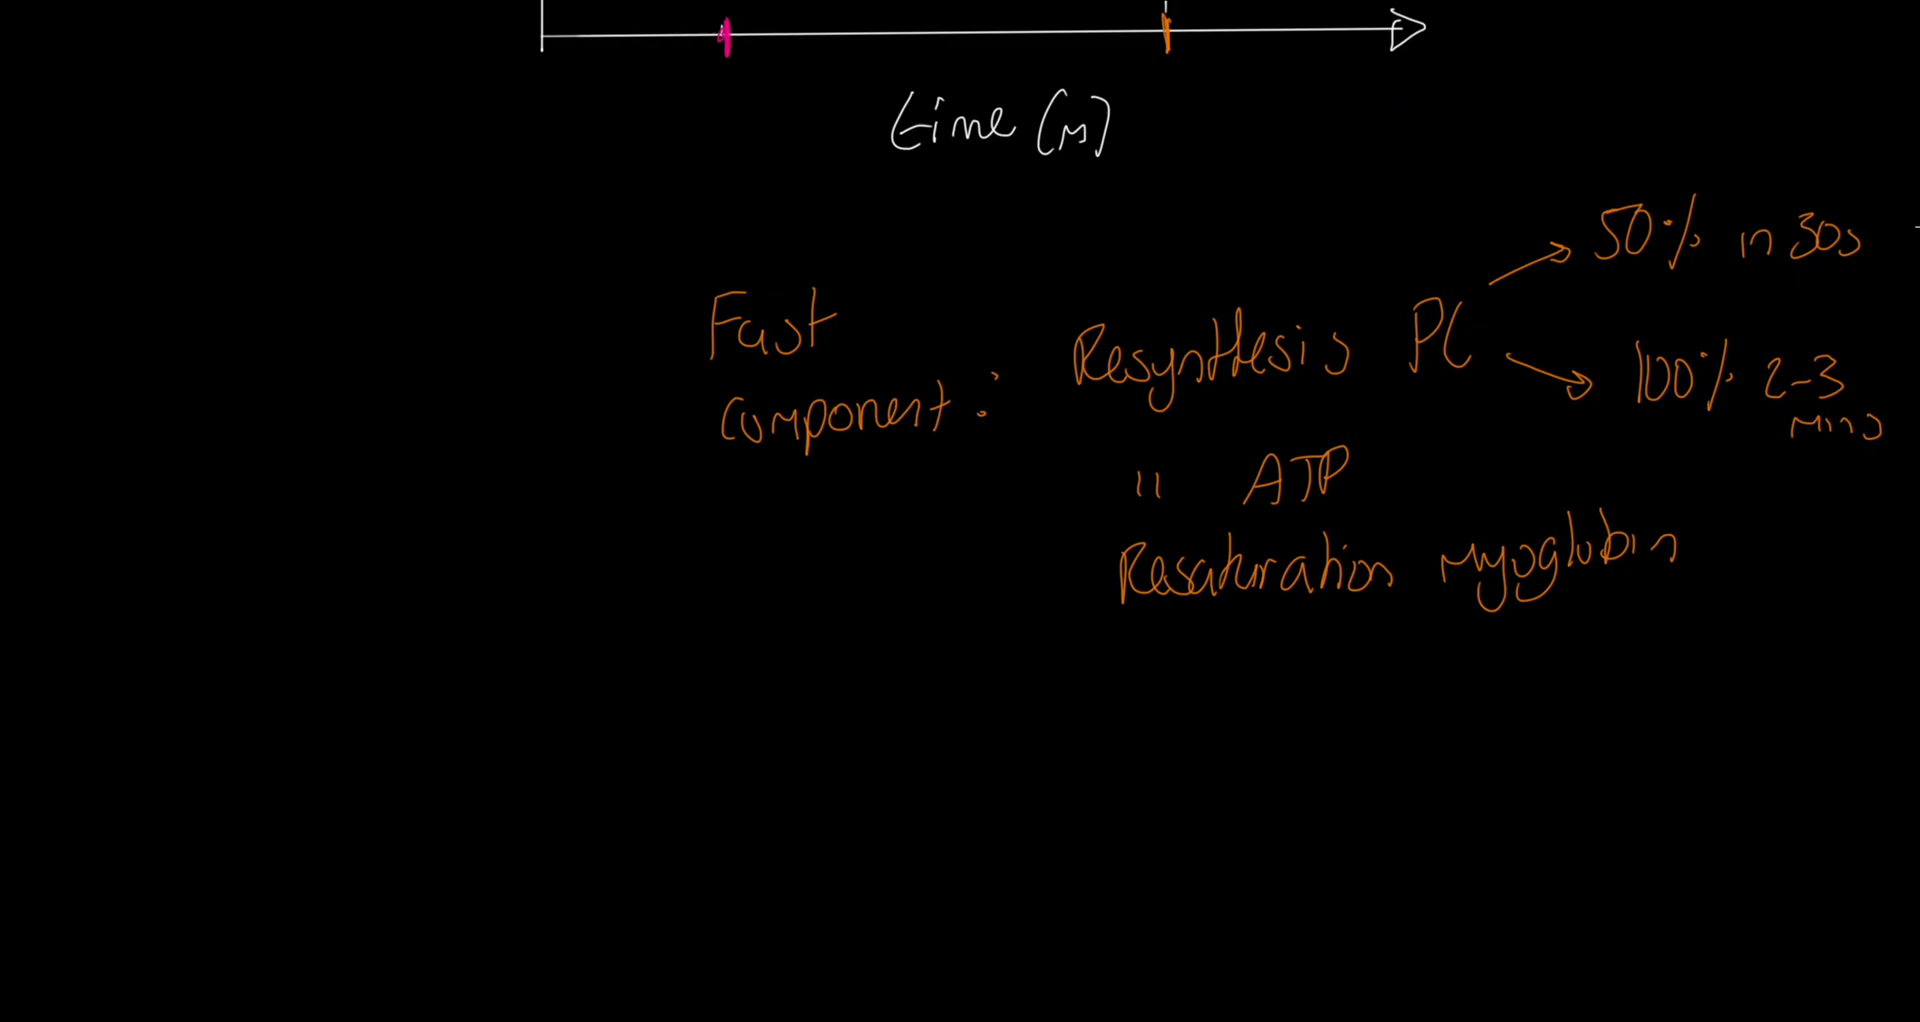 time (m)
50% in 30s
Fast
component:
Resynthesis PC
100% 2-3
mins
" ATP
Resaturation myoglobin